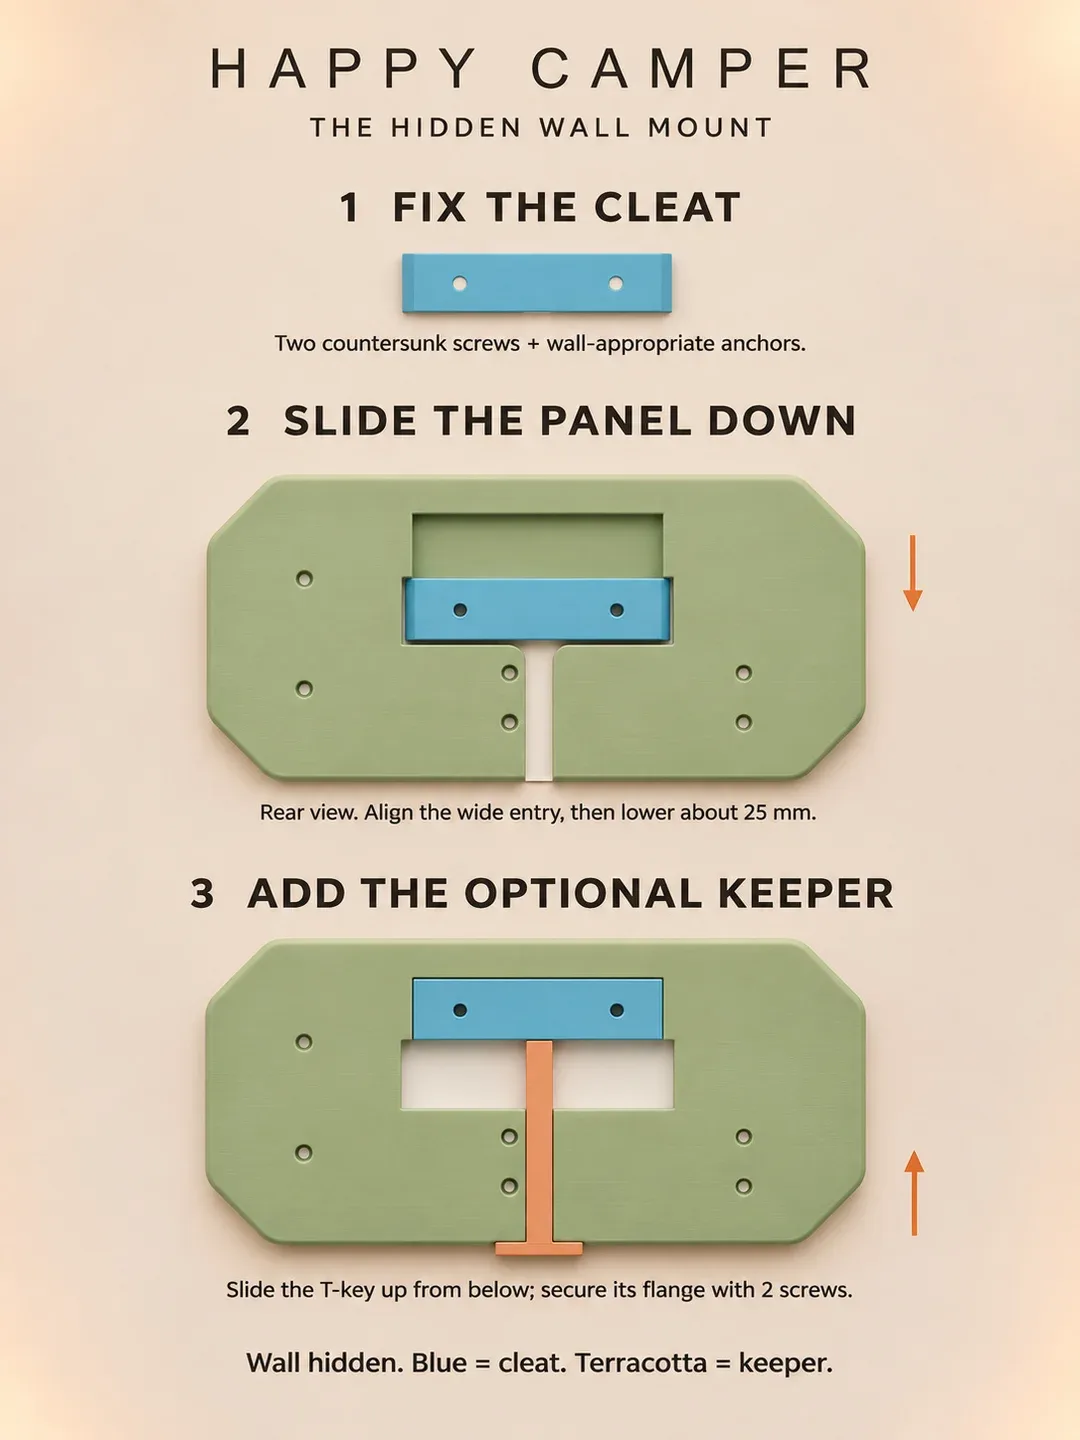 HAPPY CAMPER
THE HIDDEN WALL MOUNT
1 FIX THE CLEAT
Two countersunk screws + wall-appropriate anchors.
2 SLIDE THE PANEL DOWN
Rear view. Align the wide entry, then lower about 25 mm.
3 ADD THE OPTIONAL KEEPER
Slide the T-key up from below; secure its flange with 2 screws.
Wall hidden. Blue = cleat. Terracotta = keeper.